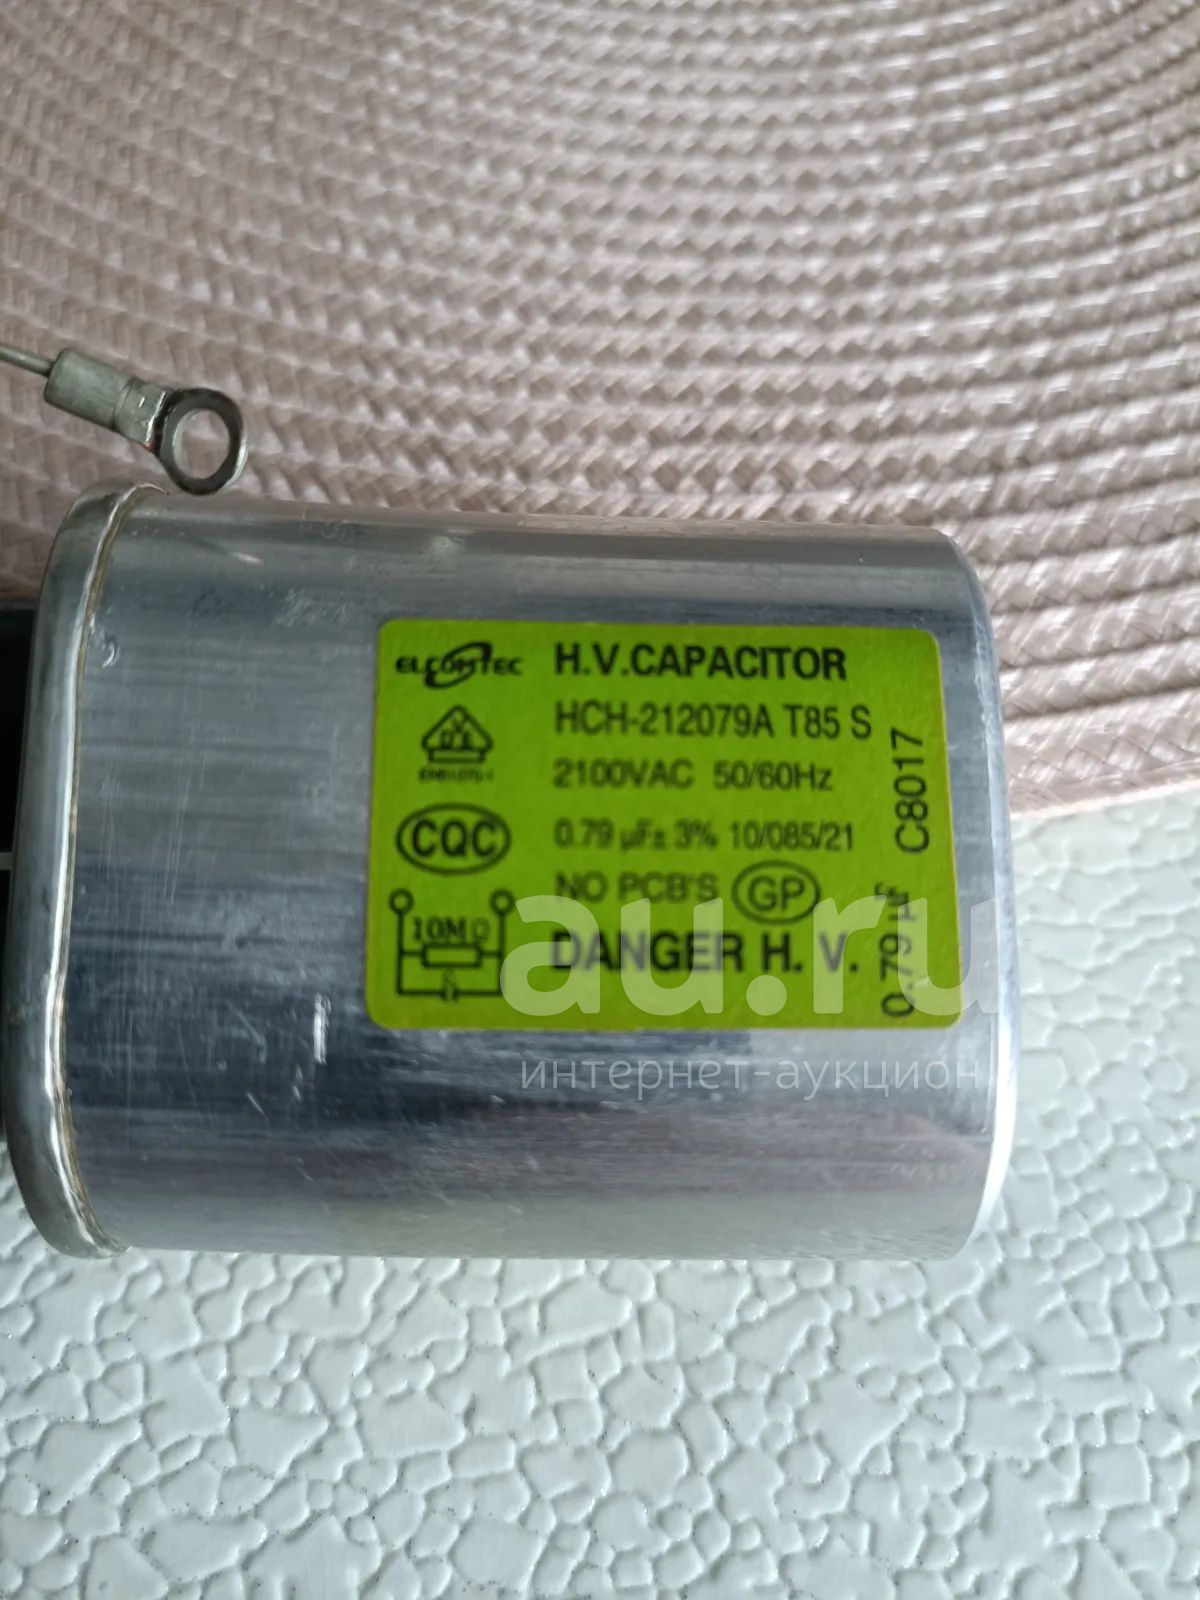 ELCOMTEC H.V.CAPACITOR
HCH-212079A T85 S
2100VAC 50/60Hz
0.79 µF± 3% 10/085/21
NO PCB'S GP
DANGER H. V.
CQC
10MΩ
0.79 µF C8017
au.ru
интернет-аукцион